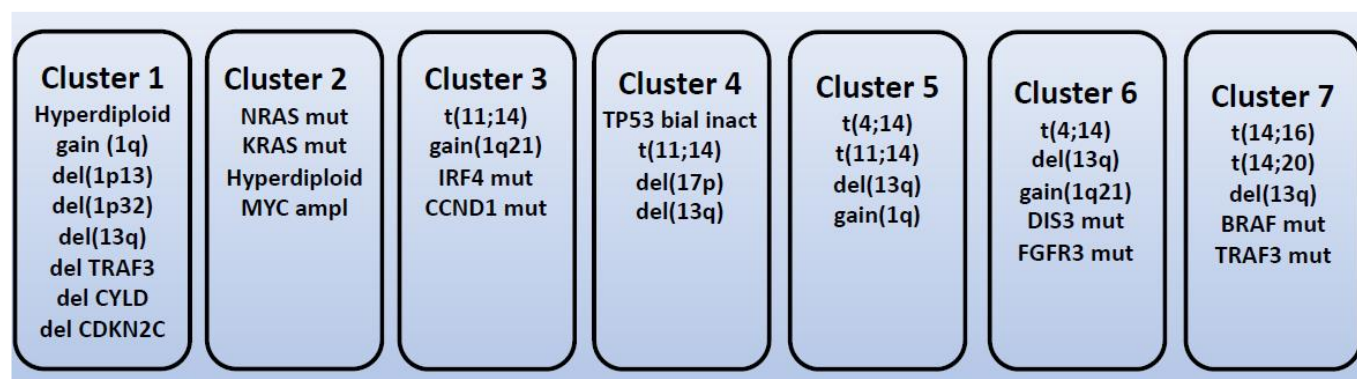 Cluster 1
Hyperdiploid
gain (1q)
del(1p13)
del(1p32)
del(13q)
del TRAF3
del CYLD
del CDKN2C
Cluster 2
NRAS mut
KRAS mut
Hyperdiploid
MYC ampl
Cluster 3
t(11;14)
gain(1q21)
IRF4 mut
CCND1 mut
Cluster 4
TP53 bial inact
t(11;14)
del(17p)
del(13q)
Cluster 5
t(4;14)
t(11;14)
del(13q)
gain(1q)
Cluster 6
t(4;14)
del(13q)
gain(1q21)
DIS3 mut
FGFR3 mut
Cluster 7
t(14;16)
t(14;20)
del(13q)
BRAF mut
TRAF3 mut